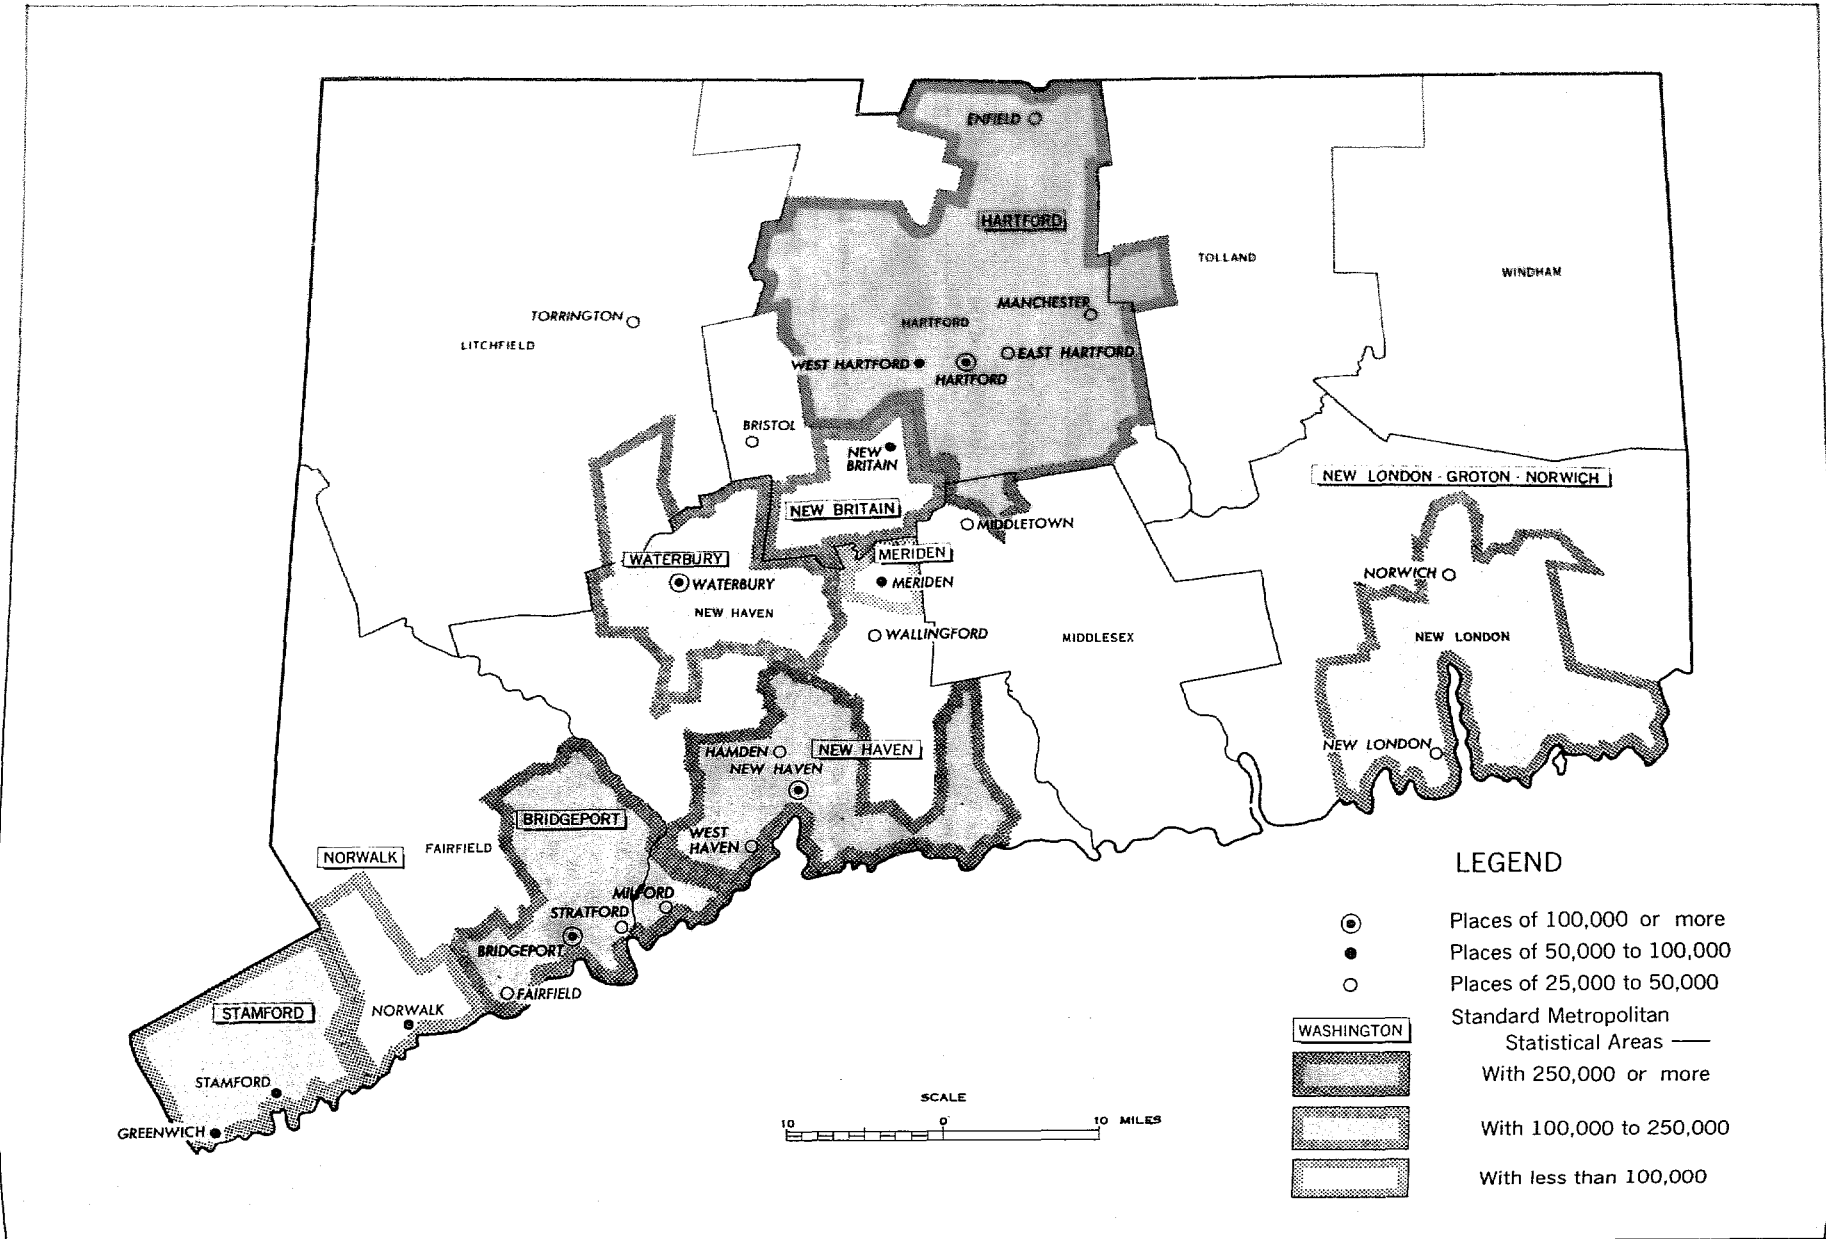 ENFIELD
HARTFORD
TOLLAND
WINDHAM
MANCHESTER
TORRINGTON
HARTFORD
LITCHFIELD
EAST HARTFORD
WEST HARTFORD
HARTFORD
BRISTOL
NEW
BRITAIN
NEW LONDON - GROTON - NORWICH
NEW BRITAIN
MIDDLETOWN
WATERBURY
MERIDEN
NORWICH
WATERBURY
MERIDEN
NEW HAVEN
WALLINGFORD
MIDDLESEX
NEW LONDON
HAMDEN
NEW HAVEN
NEW LONDON
NEW HAVEN
BRIDGEPORT
WEST
HAVEN
FAIRFIELD
NORWALK
MILFORD
STRATFORD
BRIDGEPORT
FAIRFIELD
STAMFORD
NORWALK
STAMFORD
GREENWICH
LEGEND
Places of 100,000 or more
Places of 50,000 to 100,000
Places of 25,000 to 50,000
WASHINGTON
Standard Metropolitan
Statistical Areas —
With 250,000 or more
With 100,000 to 250,000
With less than 100,000
SCALE
10 0 10 MILES